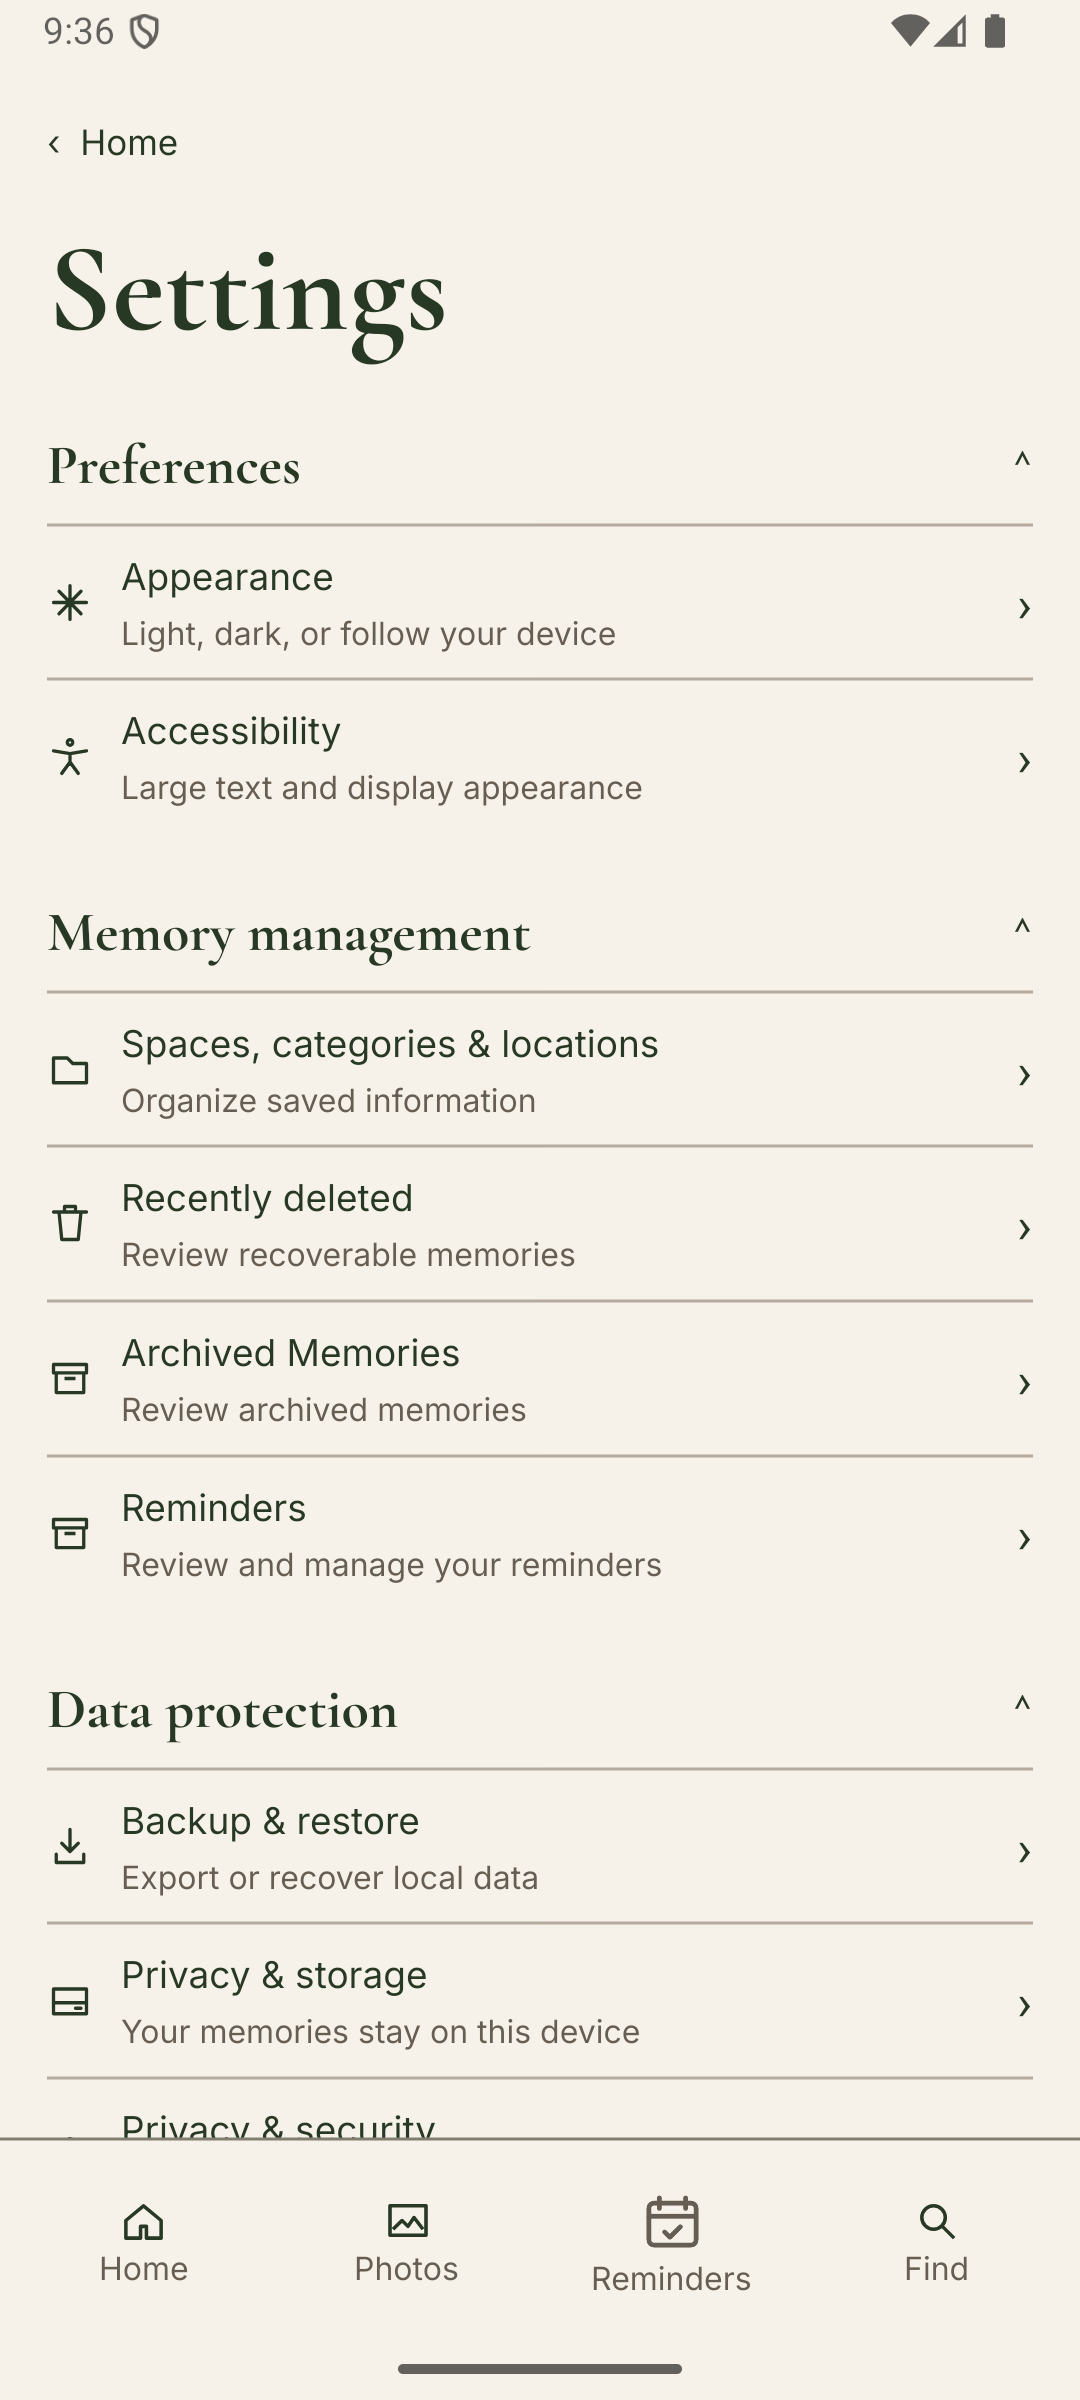 9:36
‹ Home
Settings
Preferences
Appearance
Light, dark, or follow your device
Accessibility
Large text and display appearance
Memory management
Spaces, categories & locations
Organize saved information
Recently deleted
Review recoverable memories
Archived Memories
Review archived memories
Reminders
Review and manage your reminders
Data protection
Backup & restore
Export or recover local data
Privacy & storage
Your memories stay on this device
Privacy & security
Home
Photos
Reminders
Find